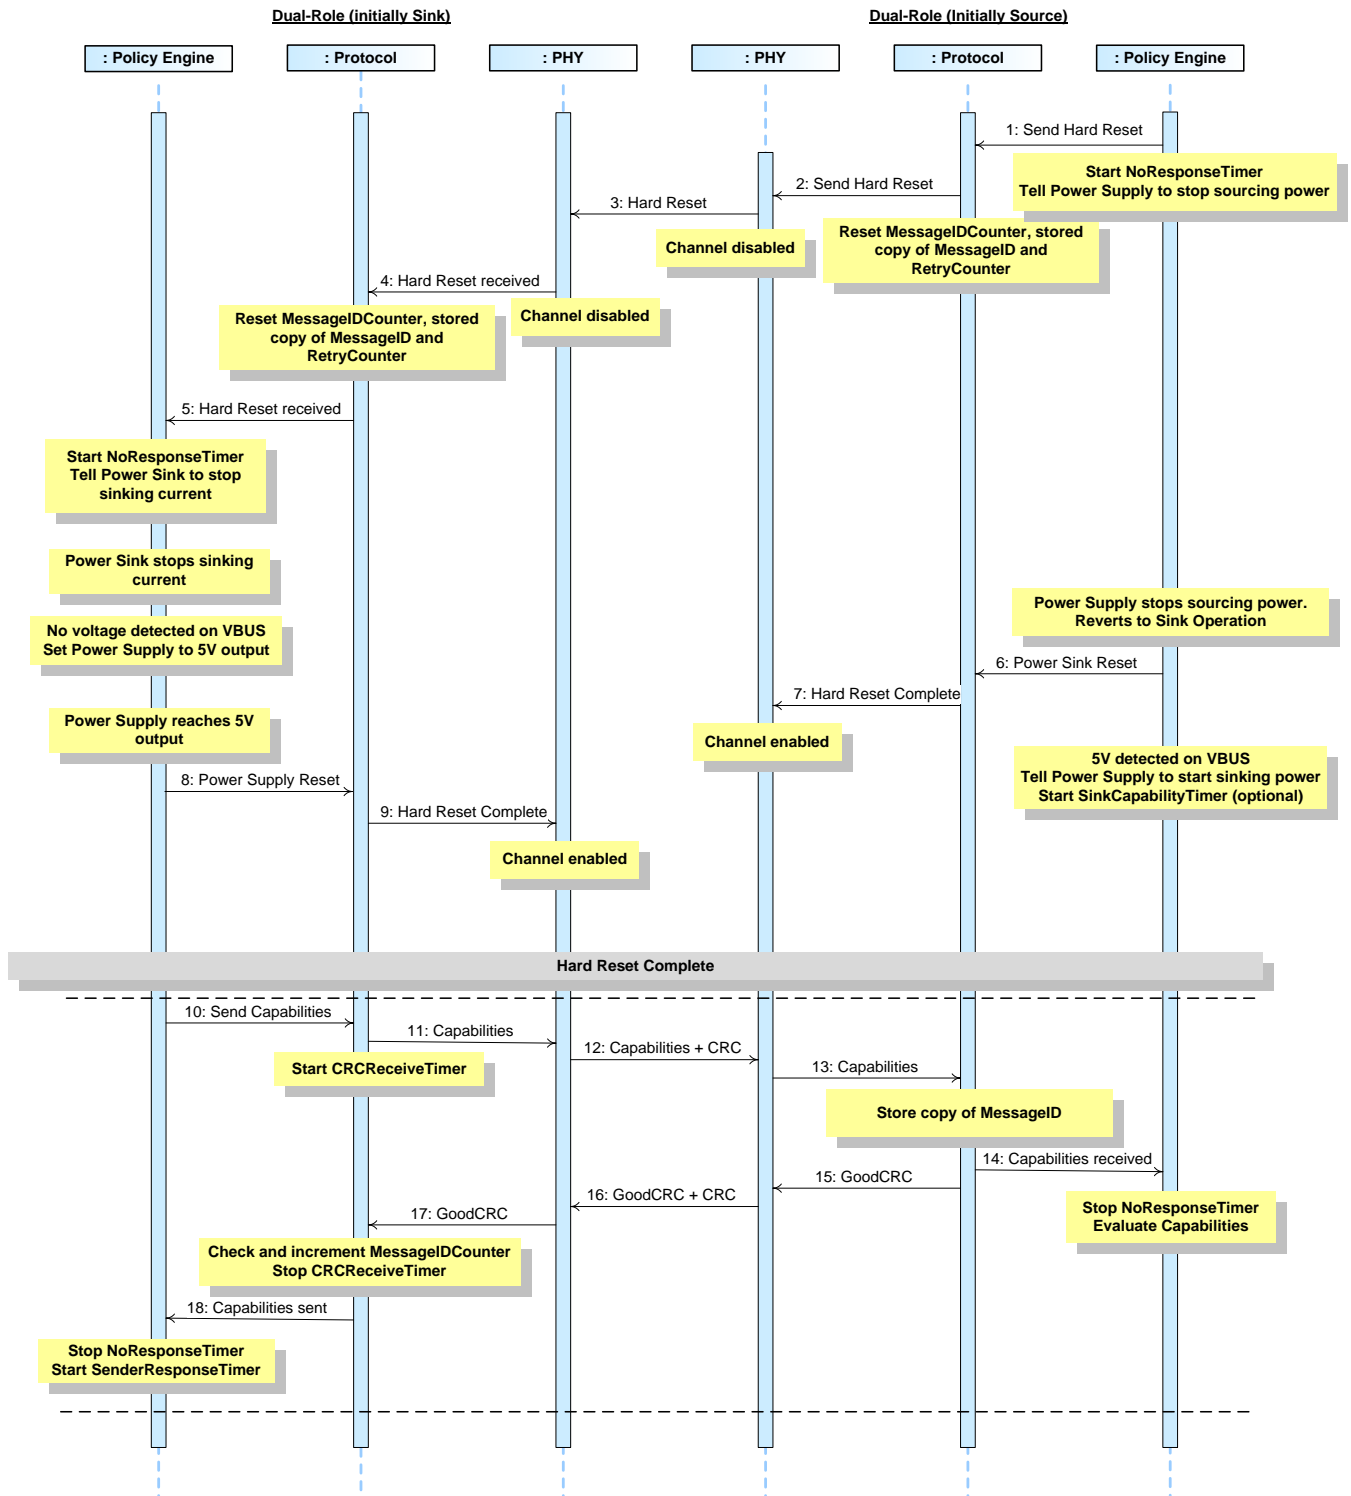 Dual-Role (initially Sink)
Dual-Role (Initially Source)
: Policy Engine
: Protocol
: PHY
: PHY
: Protocol
: Policy Engine
1: Send Hard Reset
Start NoResponseTimer
Tell Power Supply to stop sourcing power
2: Send Hard Reset
3: Hard Reset
Channel disabled
Reset MessageIDCounter, stored
copy of MessageID and
RetryCounter
4: Hard Reset received
Channel disabled
Reset MessageIDCounter, stored
copy of MessageID and
RetryCounter
5: Hard Reset received
Start NoResponseTimer
Tell Power Sink to stop
sinking current
Power Sink stops sinking
current
Power Supply stops sourcing power.
Reverts to Sink Operation
No voltage detected on VBUS
Set Power Supply to 5V output
6: Power Sink Reset
7: Hard Reset Complete
Power Supply reaches 5V
output
Channel enabled
5V detected on VBUS
Tell Power Supply to start sinking power
Start SinkCapabilityTimer (optional)
8: Power Supply Reset
9: Hard Reset Complete
Channel enabled
Hard Reset Complete
10: Send Capabilities
11: Capabilities
12: Capabilities + CRC
Start CRCReceiveTimer
13: Capabilities
Store copy of MessageID
14: Capabilities received
15: GoodCRC
16: GoodCRC + CRC
17: GoodCRC
Stop NoResponseTimer
Evaluate Capabilities
Check and increment MessageIDCounter
Stop CRCReceiveTimer
18: Capabilities sent
Stop NoResponseTimer
Start SenderResponseTimer